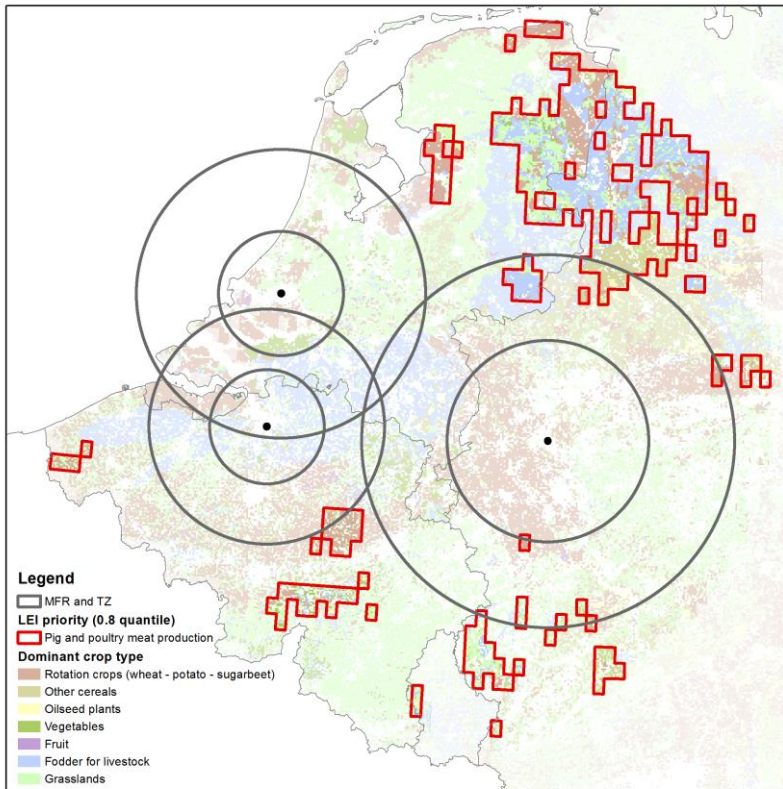 Legend
MFR and TZ
LEI priority (0.8 quantile)
Pig and poultry meat production
Dominant crop type
Rotation crops (wheat - potato - sugarbeet)
Other cereals
Oilseed plants
Vegetables
Fruit
Fodder for livestock
Grasslands